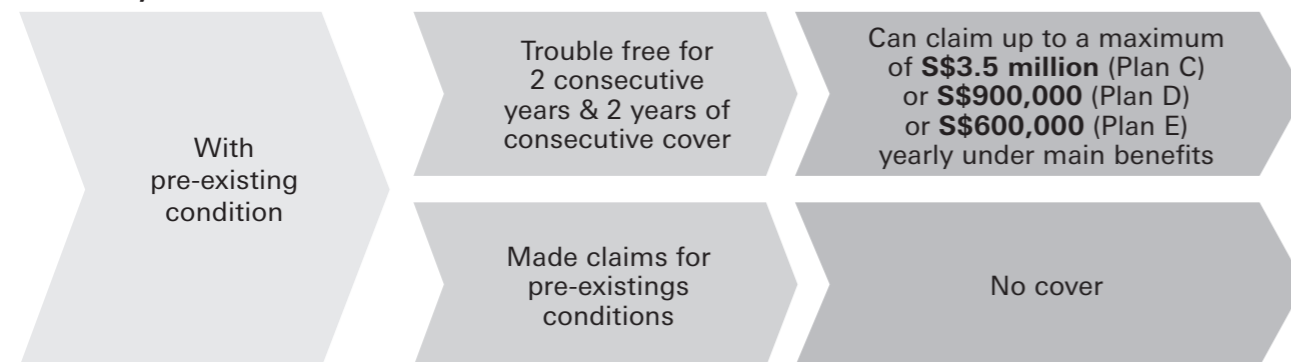 With
pre-existing
condition
Trouble free for
2 consecutive
years & 2 years of
consecutive cover
Can claim up to a maximum
of S$3.5 million (Plan C)
or S$900,000 (Plan D)
or S$600,000 (Plan E)
yearly under main benefits
Made claims for
pre-existings
conditions
No cover